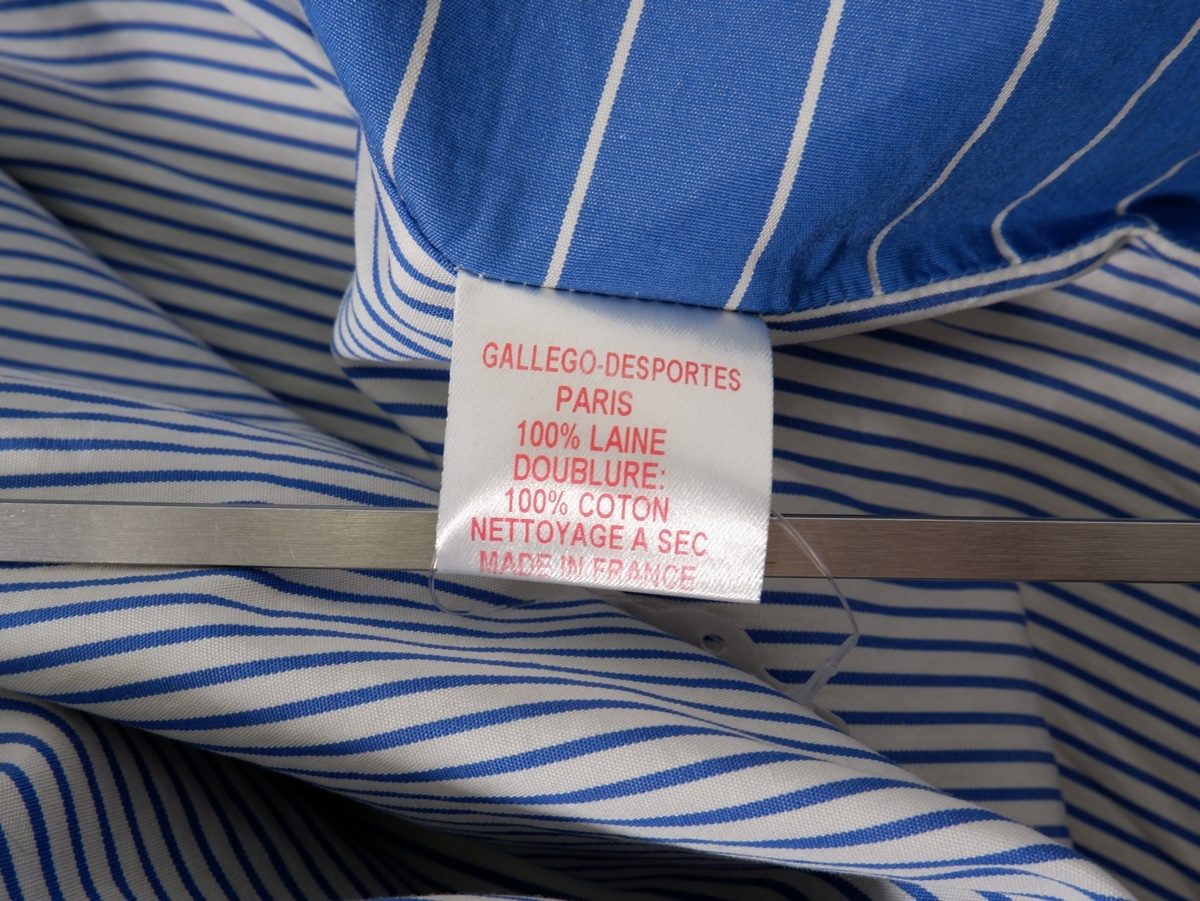 GALLEGO-DESPORTES
PARIS
100% LAINE
DOUBLURE:
100% COTON
NETTOYAGE A SEC
MADE IN FRANCE